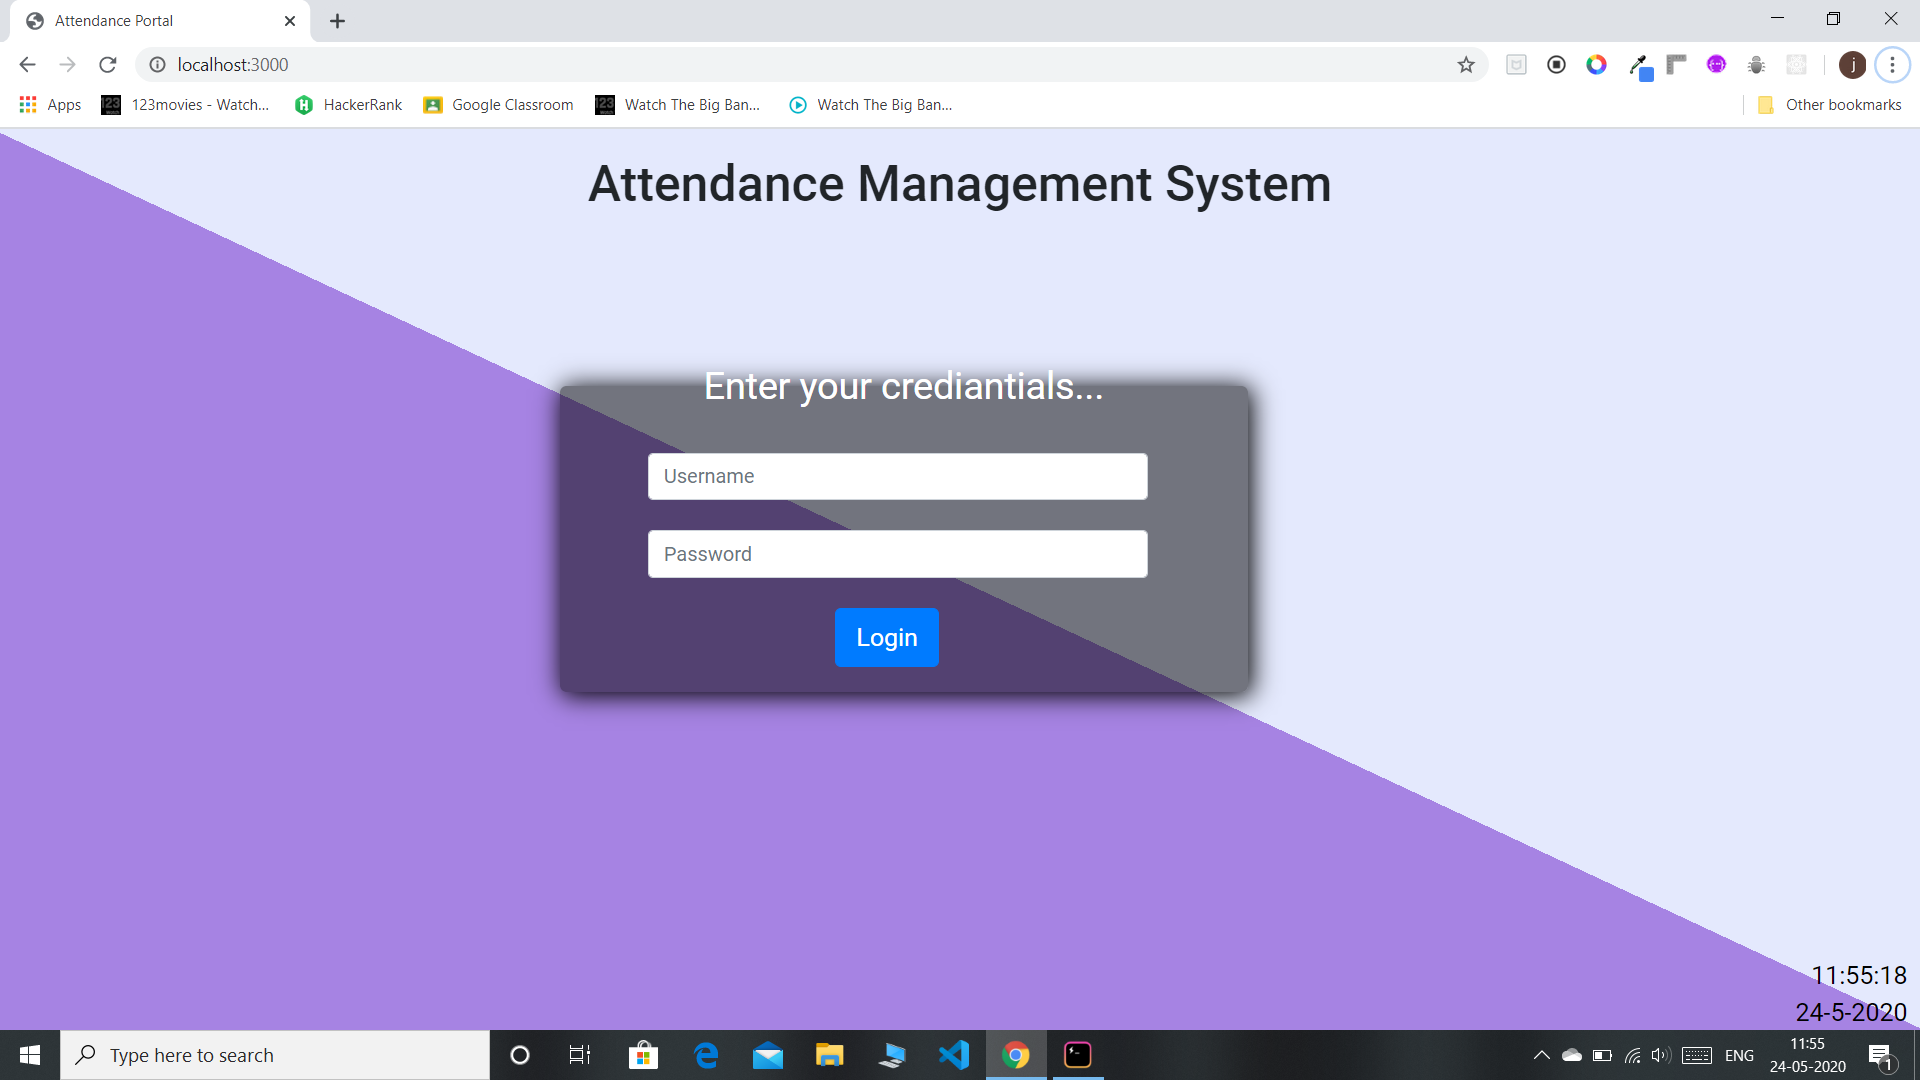 Attendance Portal
localhost:3000
j
Apps 123movies - Watch... HackerRank Google Classroom Watch The Big Ban... Watch The Big Ban... Other bookmarks
Attendance Management System
Enter your crediantials...
Username
Password
Login
11:55:18
24-5-2020
Type here to search
ENG
11:55
24-05-2020
1